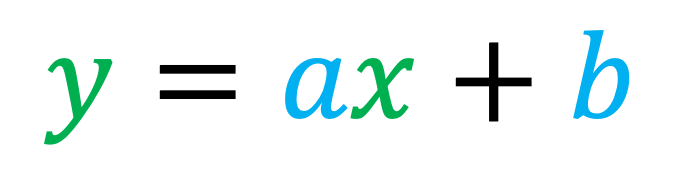 y = ax + b